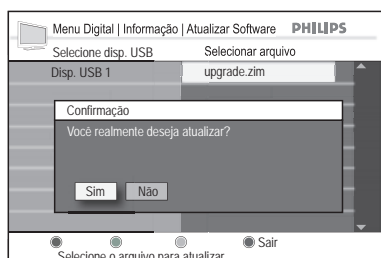 Menu Digital | Informação | Atualizar Software PHILIPS
Selecione disp. USB Selecionar arquivo
Disp. USB 1 upgrade.zim
Confirmação
Você realmente deseja atualizar?
Sim Não
Sair
Selecione o arquivo para atualizar